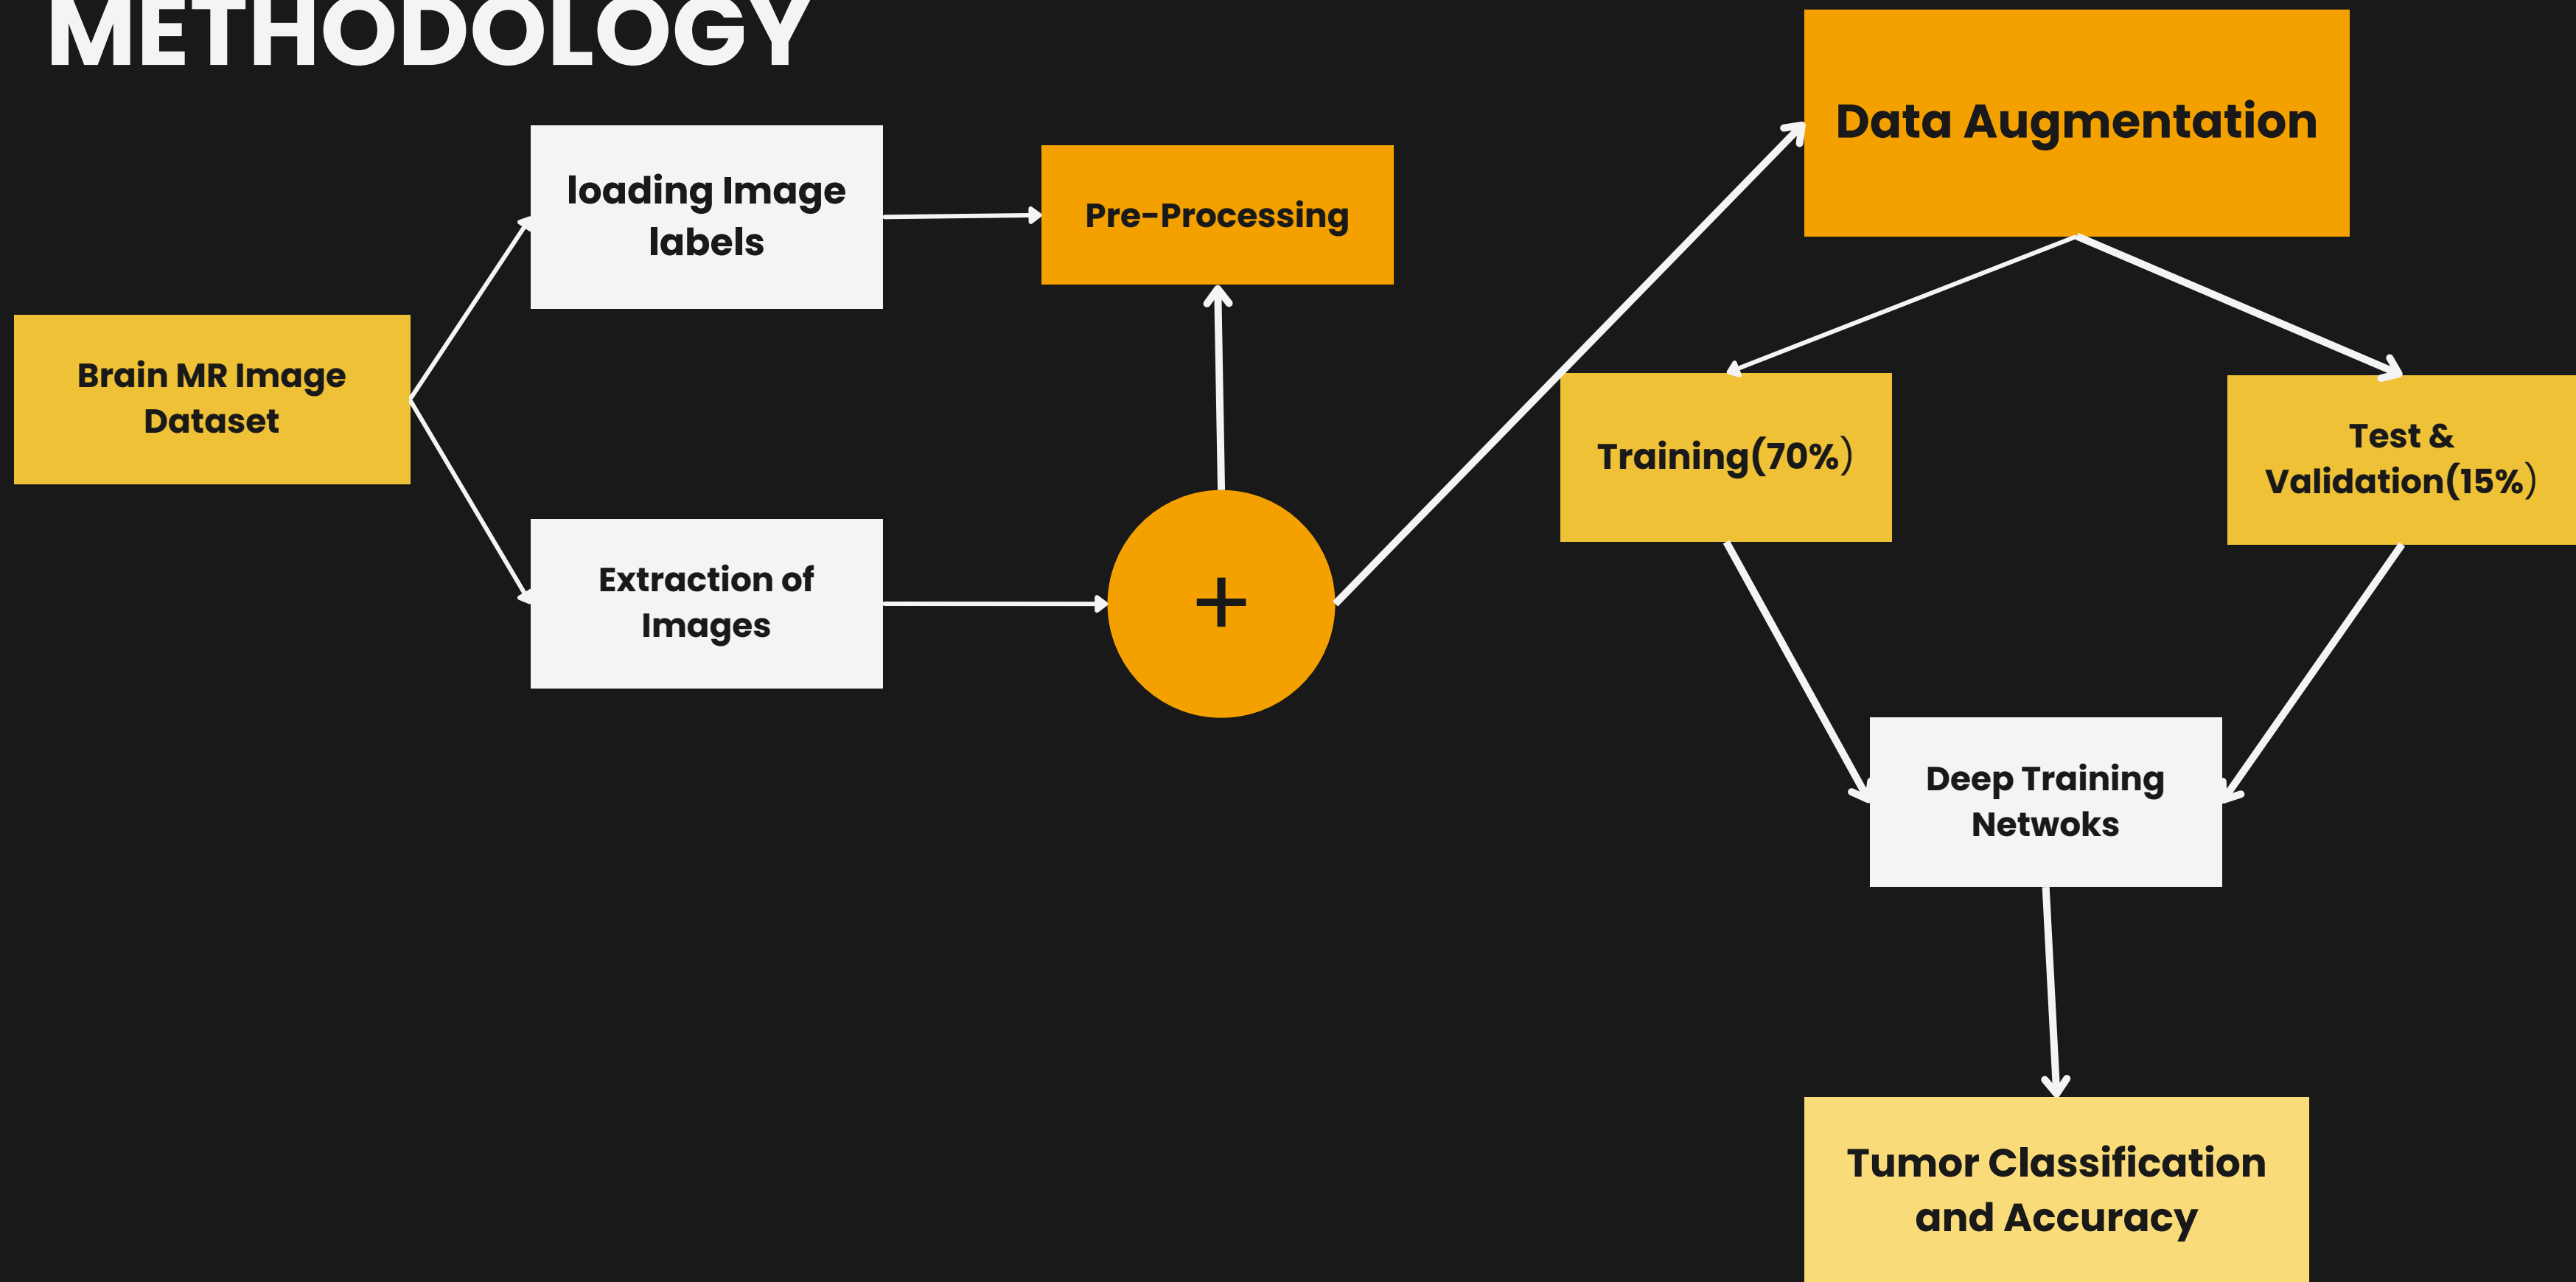 METHODOLOGY
loading Image
labels
Pre-Processing
Data Augmentation
Brain MR Image
Dataset
Training(70%)
Test &
Validation(15%)
Extraction of
Images
+
Deep Training
Netwoks
Tumor Classification
and Accuracy